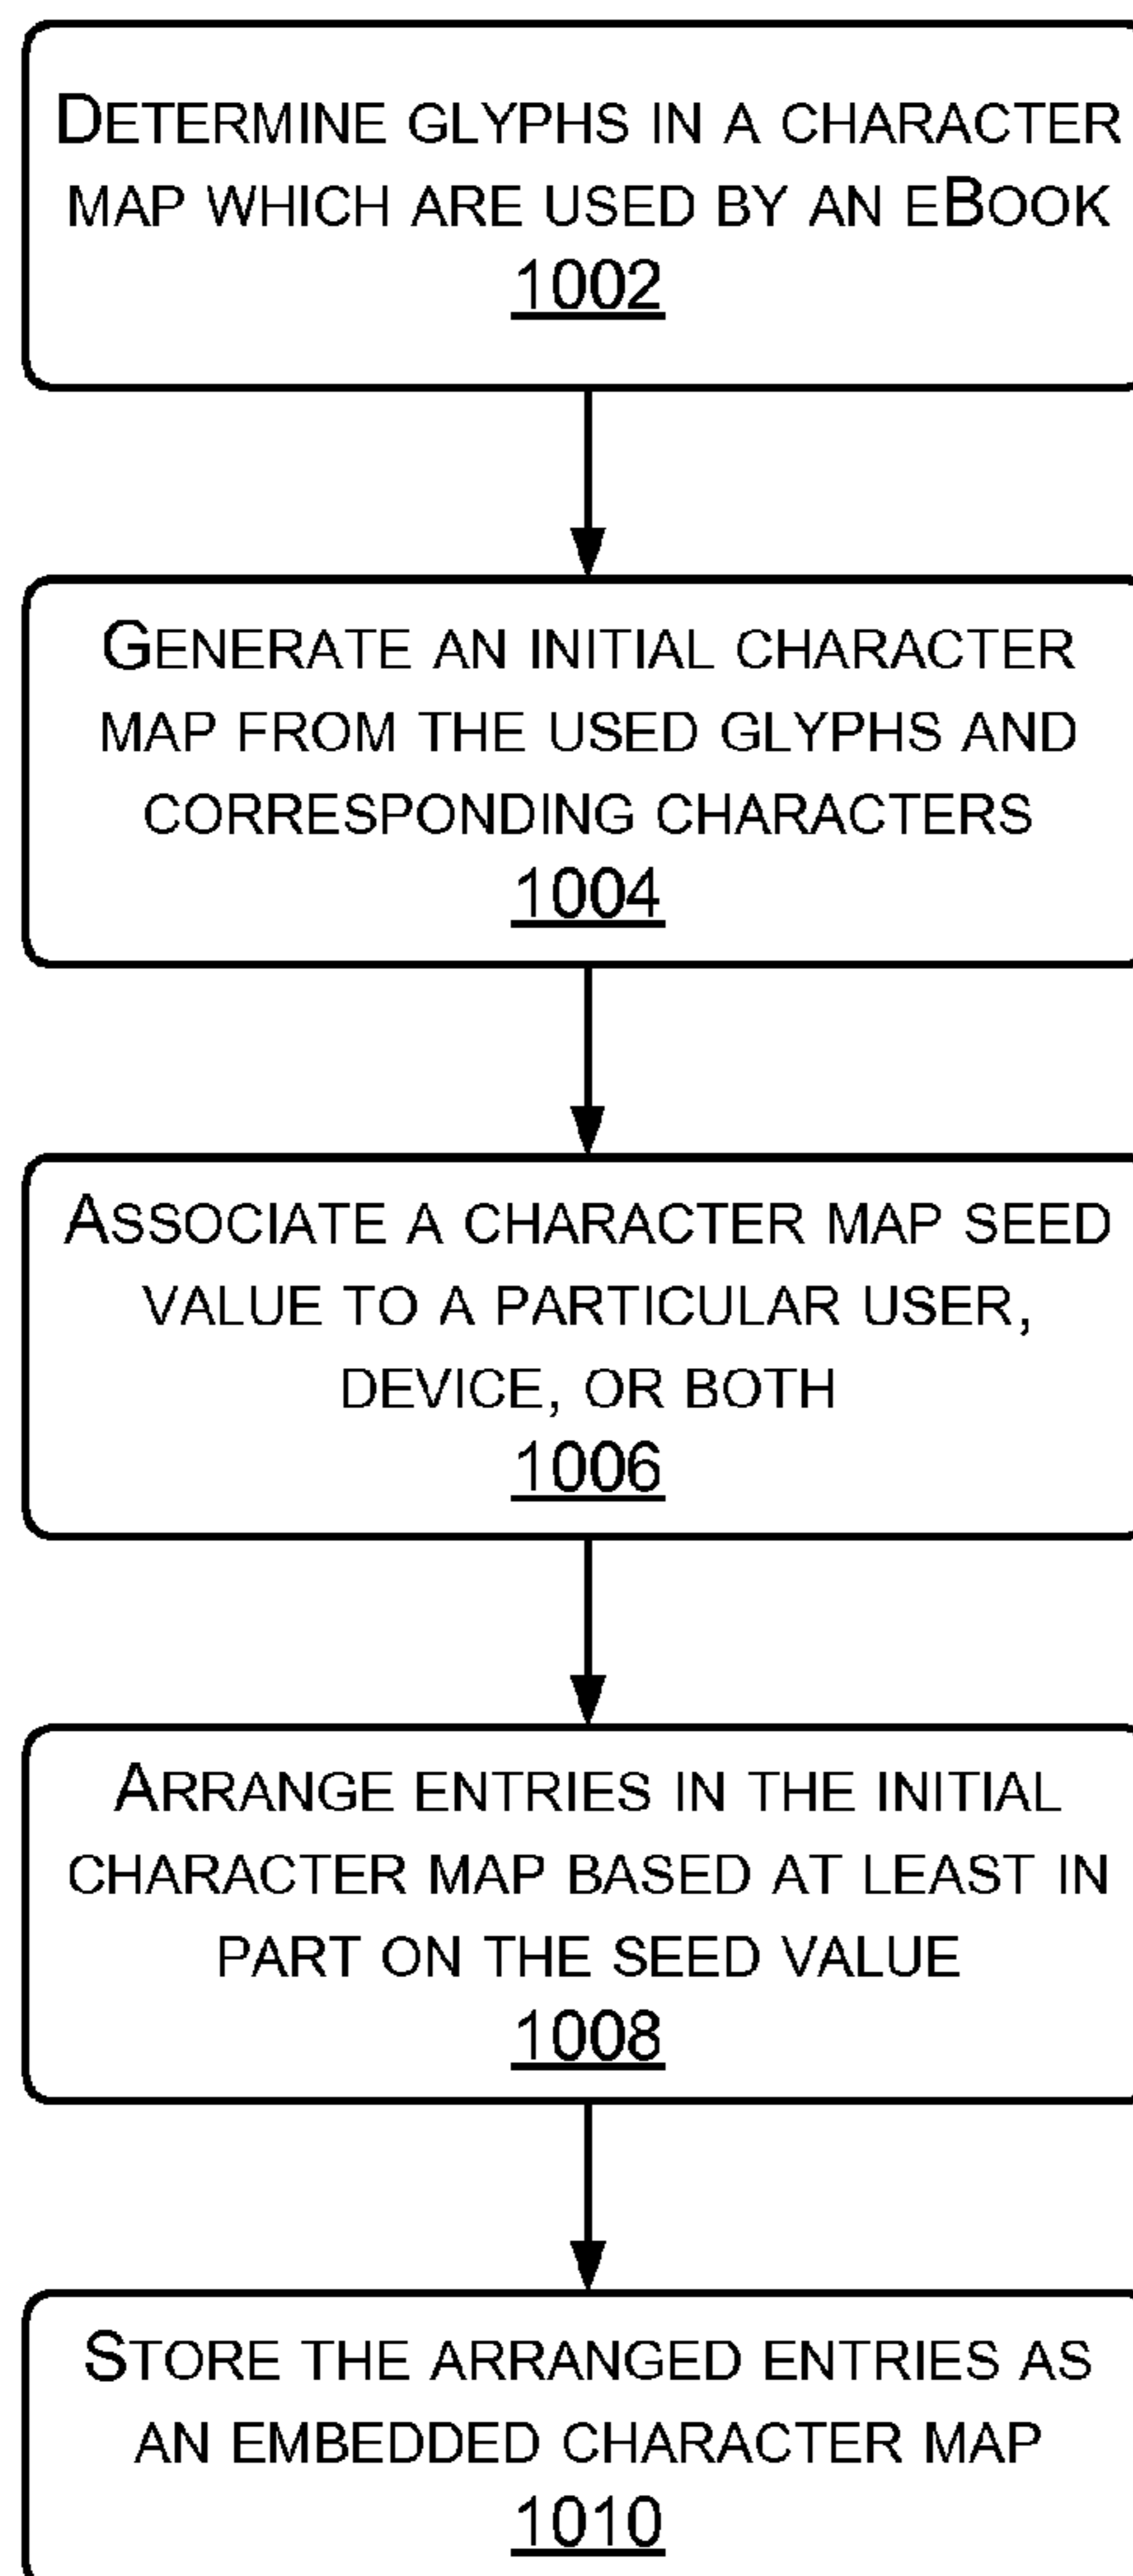 DETERMINE GLYPHS IN A CHARACTER
MAP WHICH ARE USED BY AN EBOOK
1002
GENERATE AN INITIAL CHARACTER
MAP FROM THE USED GLYPHS AND
CORRESPONDING CHARACTERS
1004
ASSOCIATE A CHARACTER MAP SEED
VALUE TO A PARTICULAR USER,
DEVICE, OR BOTH
1006
ARRANGE ENTRIES IN THE INITIAL
CHARACTER MAP BASED AT LEAST IN
PART ON THE SEED VALUE
1008
STORE THE ARRANGED ENTRIES AS
AN EMBEDDED CHARACTER MAP
1010